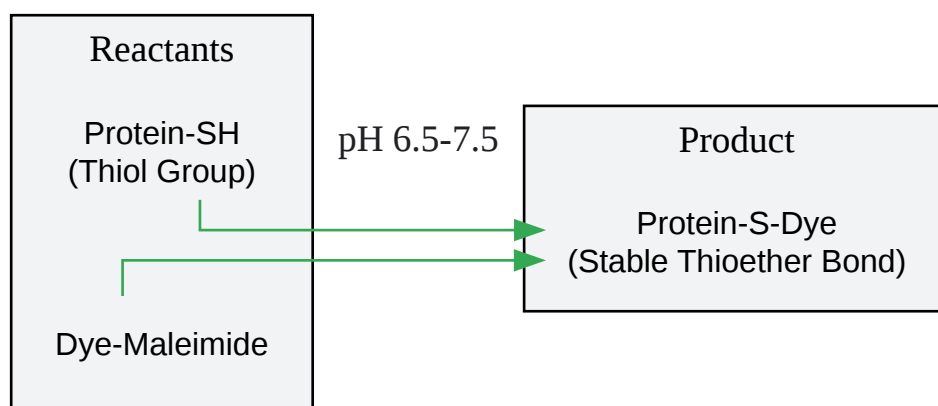 Reactants
Protein-SH
(Thiol Group)
Dye-Maleimide
pH 6.5-7.5
Product
Protein-S-Dye
(Stable Thioether Bond)